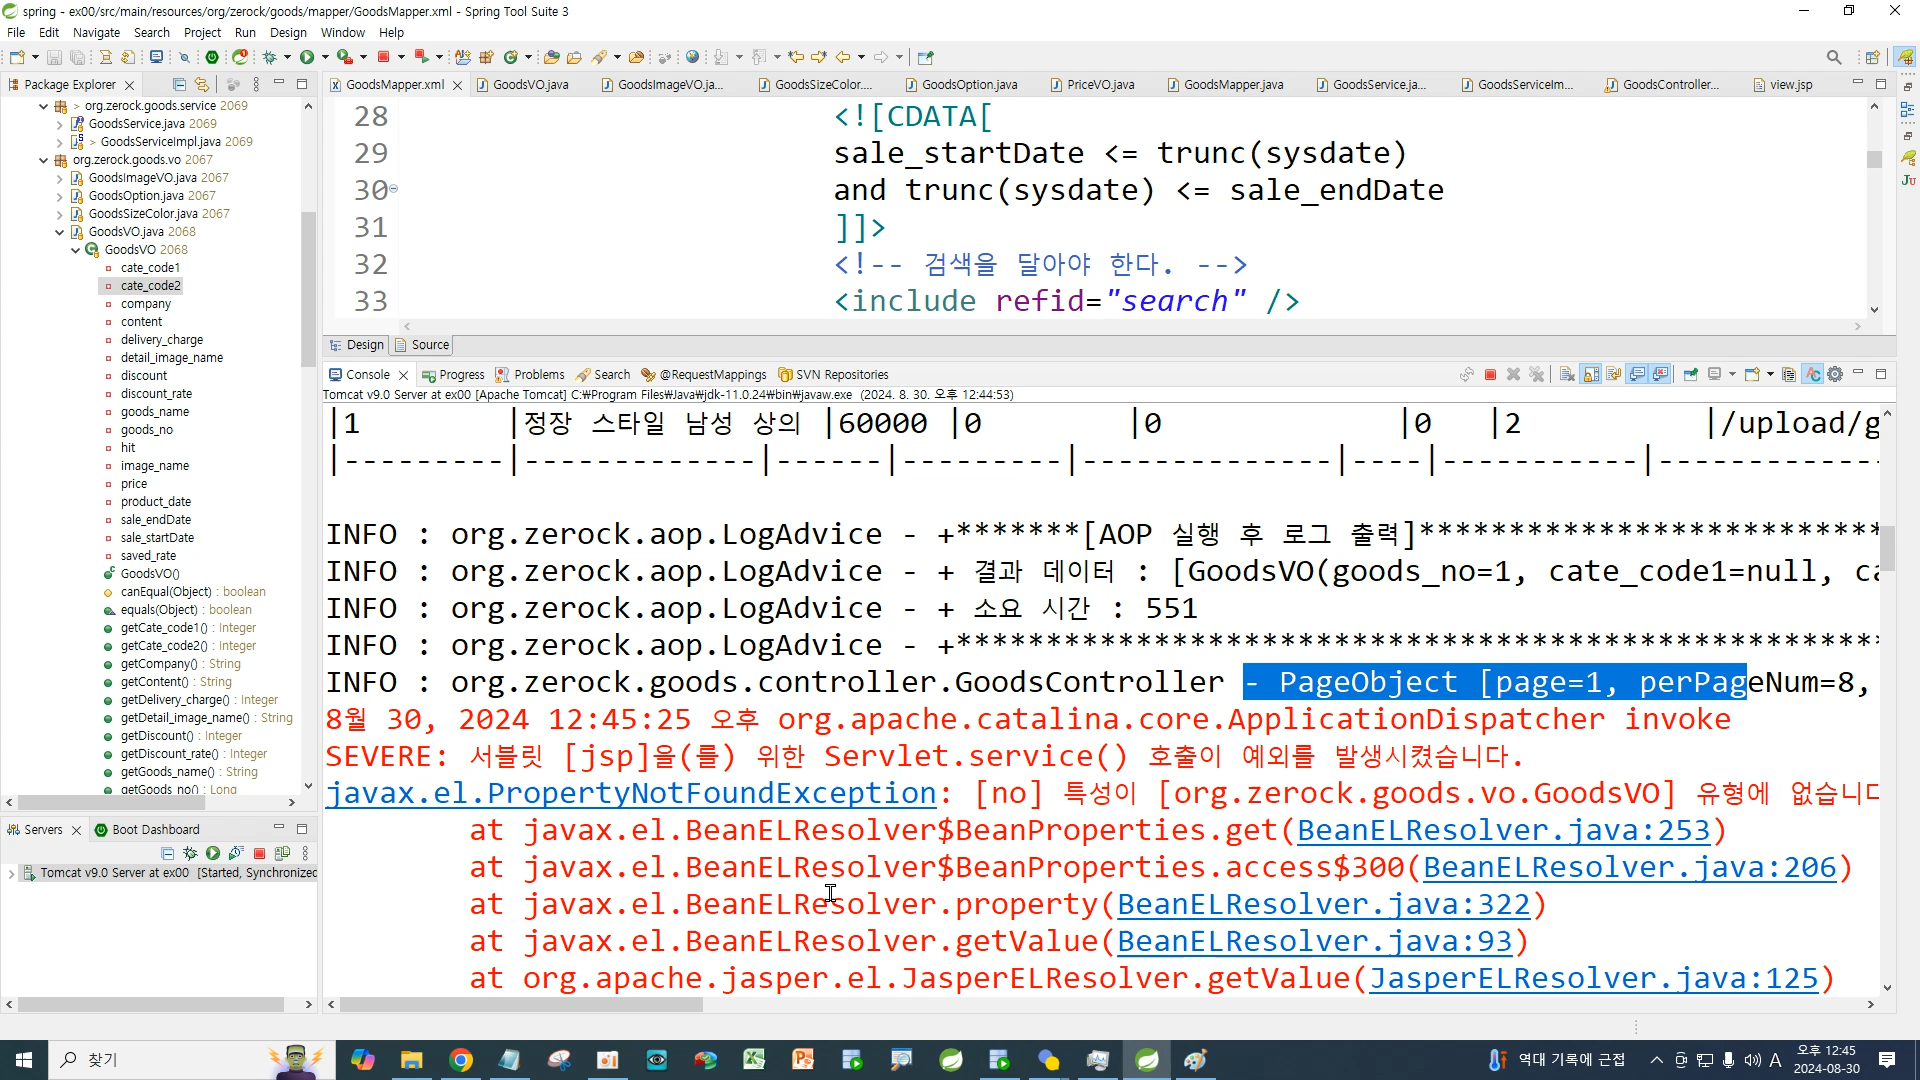 spring - ex00/src/main/resources/org/zerock/goods/mapper/GoodsMapper.xml - Spring Tool Suite 3
File Edit Navigate Search Project Run Design Window Help
Package Explorer
GoodsMapper.xml
GoodsVO.java
GoodsImageVO.ja...
GoodsSizeColor....
GoodsOption.java
PriceVO.java
GoodsMapper.java
GoodsService.ja...
GoodsServiceIm...
GoodsController...
view.jsp
> org.zerock.goods.service 2069
GoodsService.java 2069
> GoodsServiceImpl.java 2069
org.zerock.goods.vo 2067
GoodsImageVO.java 2067
GoodsOption.java 2067
GoodsSizeColor.java 2067
GoodsVO.java 2068
GoodsVO 2068
cate_code1
cate_code2
company
content
delivery_charge
detail_image_name
discount
discount_rate
goods_name
goods_no
hit
image_name
price
product_date
sale_endDate
sale_startDate
saved_rate
GoodsVO()
canEqual(Object) : boolean
equals(Object) : boolean
getCate_code1() : Integer
getCate_code2() : Integer
getCompany() : String
getContent() : String
getDelivery_charge() : Integer
getDetail_image_name() : String
getDiscount() : Integer
getDiscount_rate() : Integer
getGoods_name() : String
getGoods_no() : Long
28 <![CDATA[
29 sale_startDate <= trunc(sysdate)
30 and trunc(sysdate) <= sale_endDate
31 ]]>
32 <!-- 검색을 달아야 한다. -->
33 <include refid="search" />
Design Source
Console Progress Problems Search @RequestMappings SVN Repositories
Tomcat v9.0 Server at ex00 [Apache Tomcat] C:₩Program Files₩Java₩jdk-11.0.24₩bin₩javaw.exe (2024. 8. 30. 오후 12:44:53)
|1 |정장 스타일 남성 상의 |60000 |0 |0 |0 |2 |/upload/g
|---------|-------------|------|---------|--------------|----|-----------|-------------
INFO : org.zerock.aop.LogAdvice - +*******[AOP 실행 후 로그 출력]**************************
INFO : org.zerock.aop.LogAdvice - + 결과 데이터 : [GoodsVO(goods_no=1, cate_code1=null, ca
INFO : org.zerock.aop.LogAdvice - + 소요 시간 : 551
INFO : org.zerock.aop.LogAdvice - +****************************************************
INFO : org.zerock.goods.controller.GoodsController - PageObject [page=1, perPageNum=8,
8월 30, 2024 12:45:25 오후 org.apache.catalina.core.ApplicationDispatcher invoke
SEVERE: 서블릿 [jsp]을(를) 위한 Servlet.service() 호출이 예외를 발생시켰습니다.
javax.el.PropertyNotFoundException: [no] 특성이 [org.zerock.goods.vo.GoodsVO] 유형에 없습니다
at javax.el.BeanELResolver$BeanProperties.get(BeanELResolver.java:253)
at javax.el.BeanELResolver$BeanProperties.access$300(BeanELResolver.java:206)
at javax.el.BeanELResolver.property(BeanELResolver.java:322)
at javax.el.BeanELResolver.getValue(BeanELResolver.java:93)
at org.apache.jasper.el.JasperELResolver.getValue(JasperELResolver.java:125)
Servers Boot Dashboard
Tomcat v9.0 Server at ex00 [Started, Synchronized
찾기
역대 기록에 근접
A
오후 12:45
2024-08-30